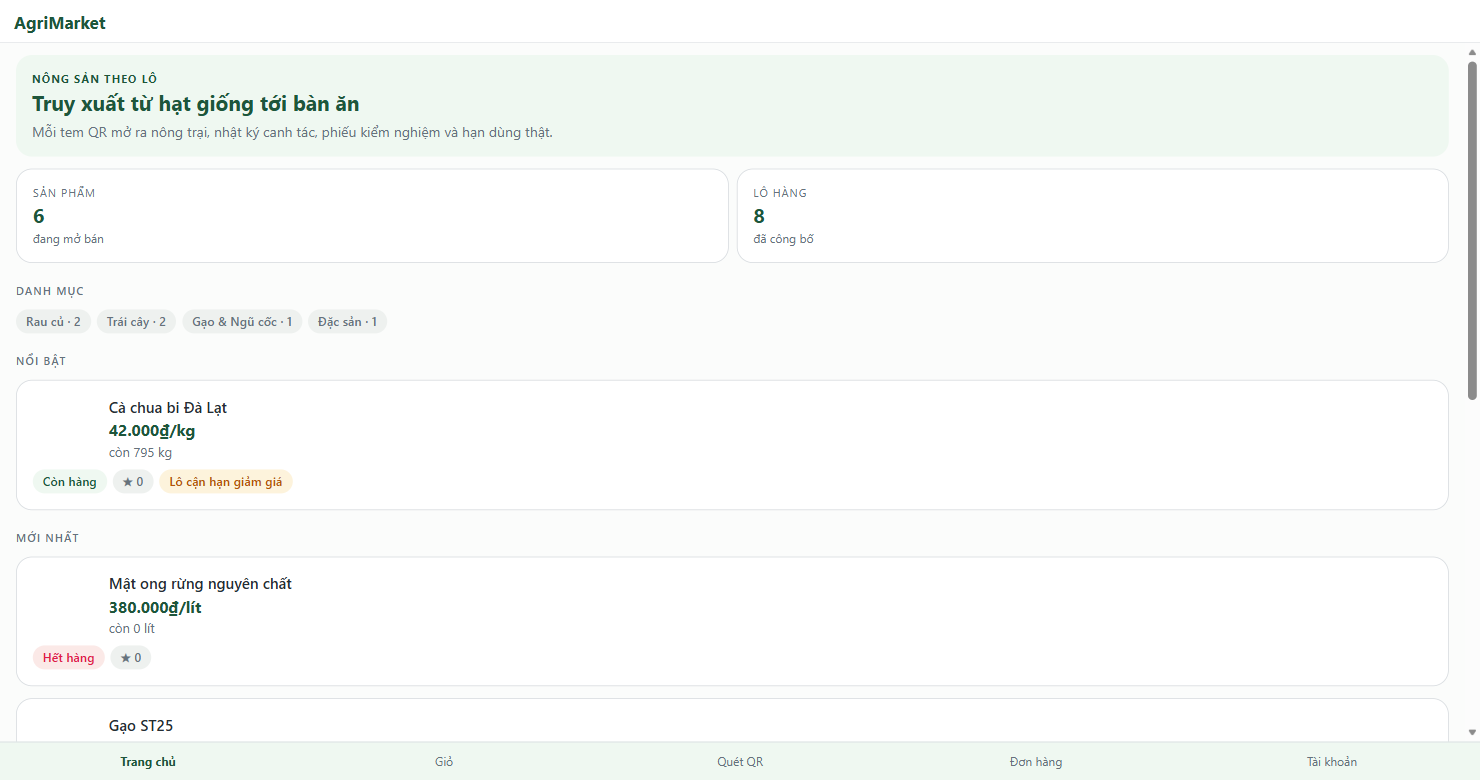 AgriMarket
NÔNG SẢN THEO LÔ
Truy xuất từ hạt giống tới bàn ăn
Mỗi tem QR mở ra nông trại, nhật ký canh tác, phiếu kiểm nghiệm và hạn dùng thật.
SẢN PHẨM
6
đang mở bán
LÔ HÀNG
8
đã công bố
DANH MỤC
Rau củ · 2
Trái cây · 2
Gạo & Ngũ cốc · 1
Đặc sản · 1
NỔI BẬT
Cà chua bi Đà Lạt
42.000₫/kg
còn 795 kg
Còn hàng
★ 0
Lô cận hạn giảm giá
MỚI NHẤT
Mật ong rừng nguyên chất
380.000₫/lít
còn 0 lít
Hết hàng
★ 0
Gạo ST25
Trang chủ
Giỏ
Quét QR
Đơn hàng
Tài khoản